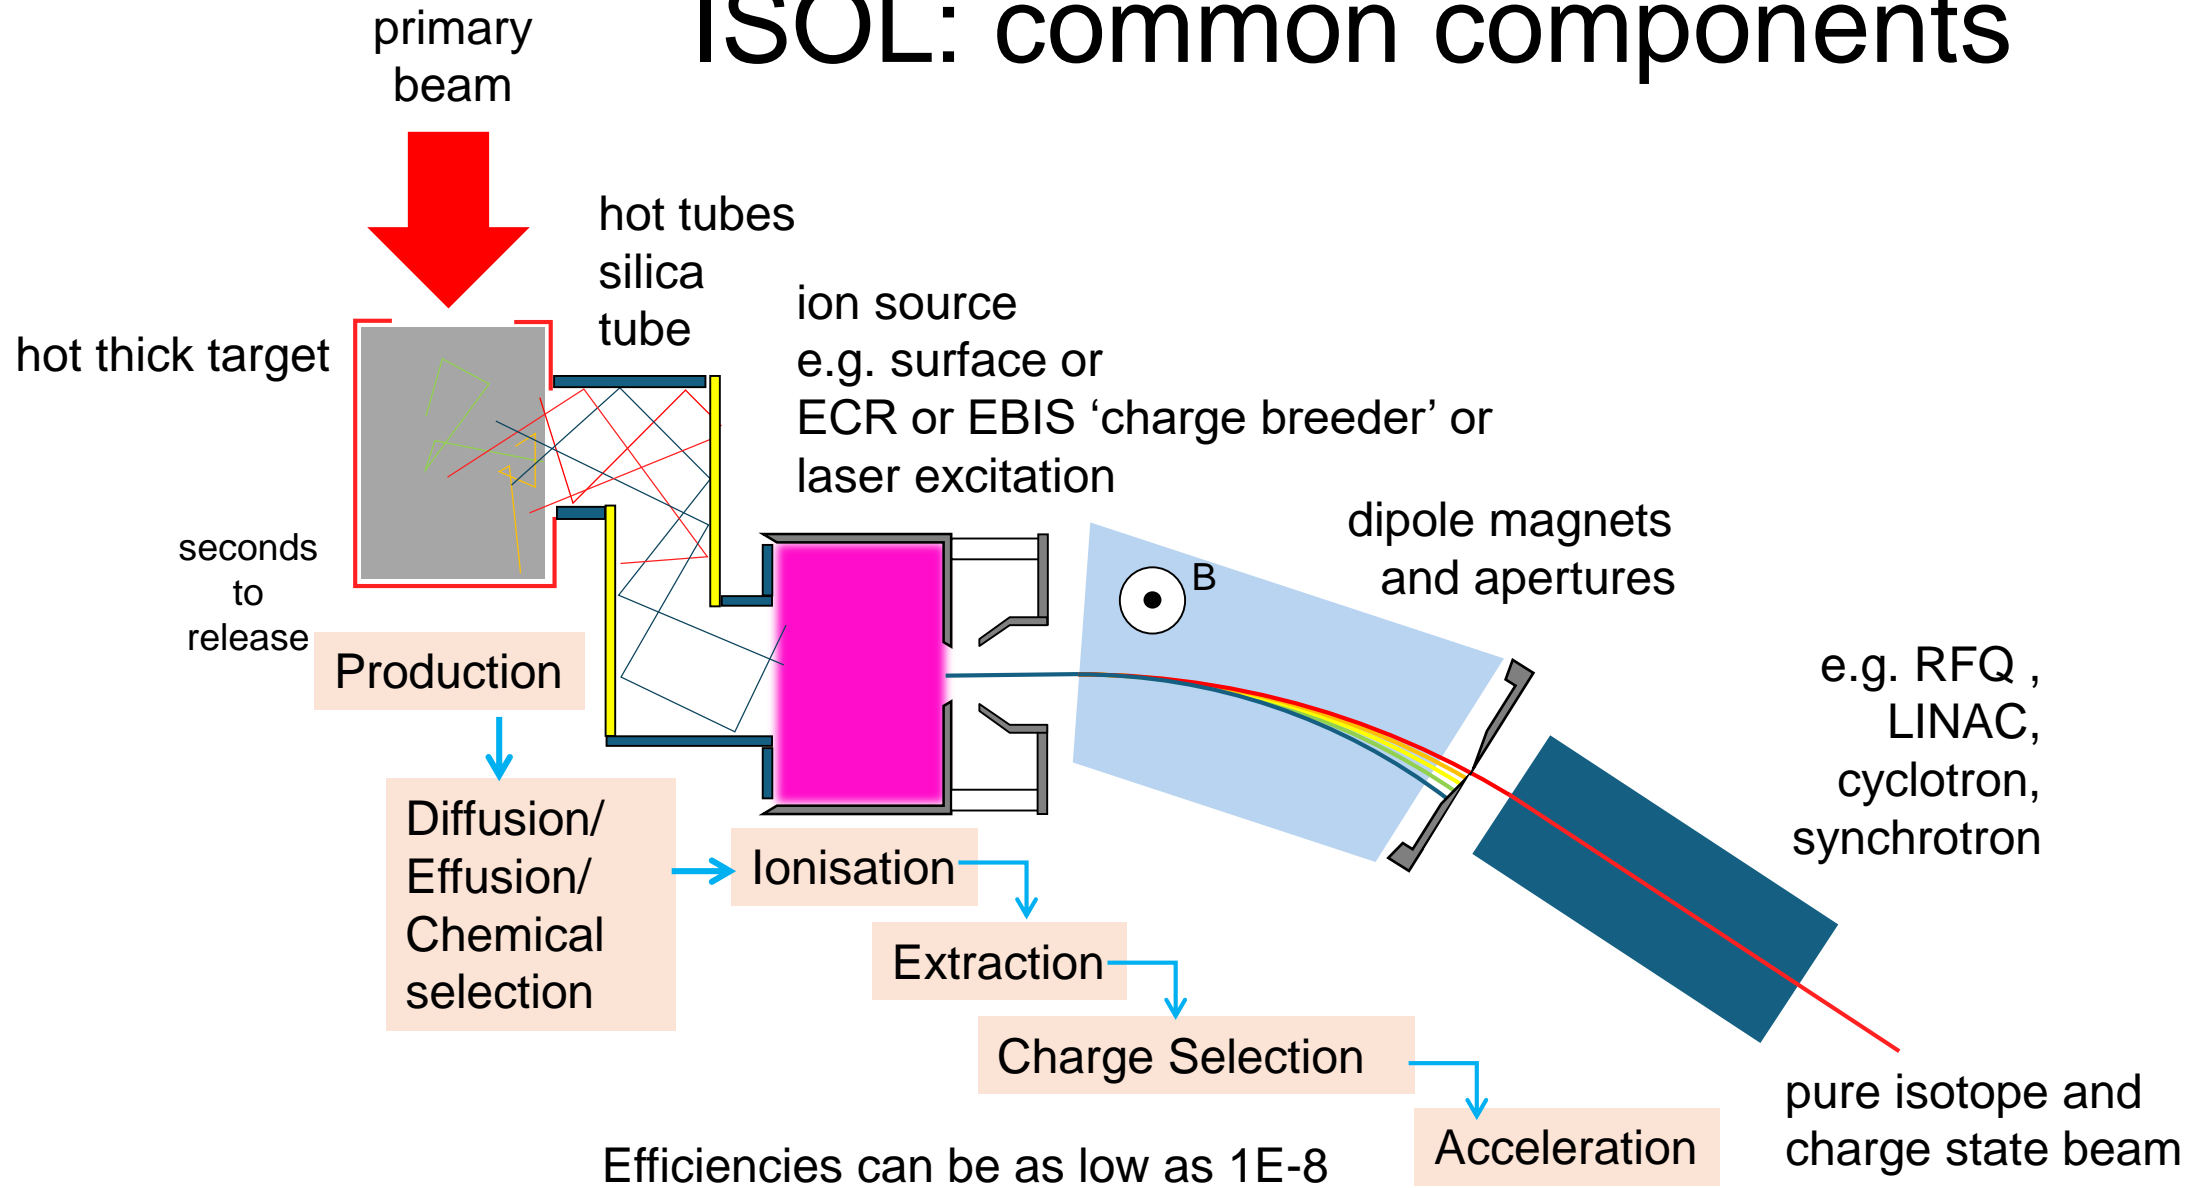 ISOL: common components
primary
beam
hot tubes
silica
tube
hot thick target
ion source
e.g. surface or
ECR or EBIS ‘charge breeder’ or
laser excitation
dipole magnets
and apertures
B
seconds
to
release
Production
e.g. RFQ ,
LINAC,
cyclotron,
synchrotron
Diffusion/
Effusion/
Chemical
selection
Ionisation
Extraction
Charge Selection
Acceleration
pure isotope and
charge state beam
Efficiencies can be as low as 1E-8